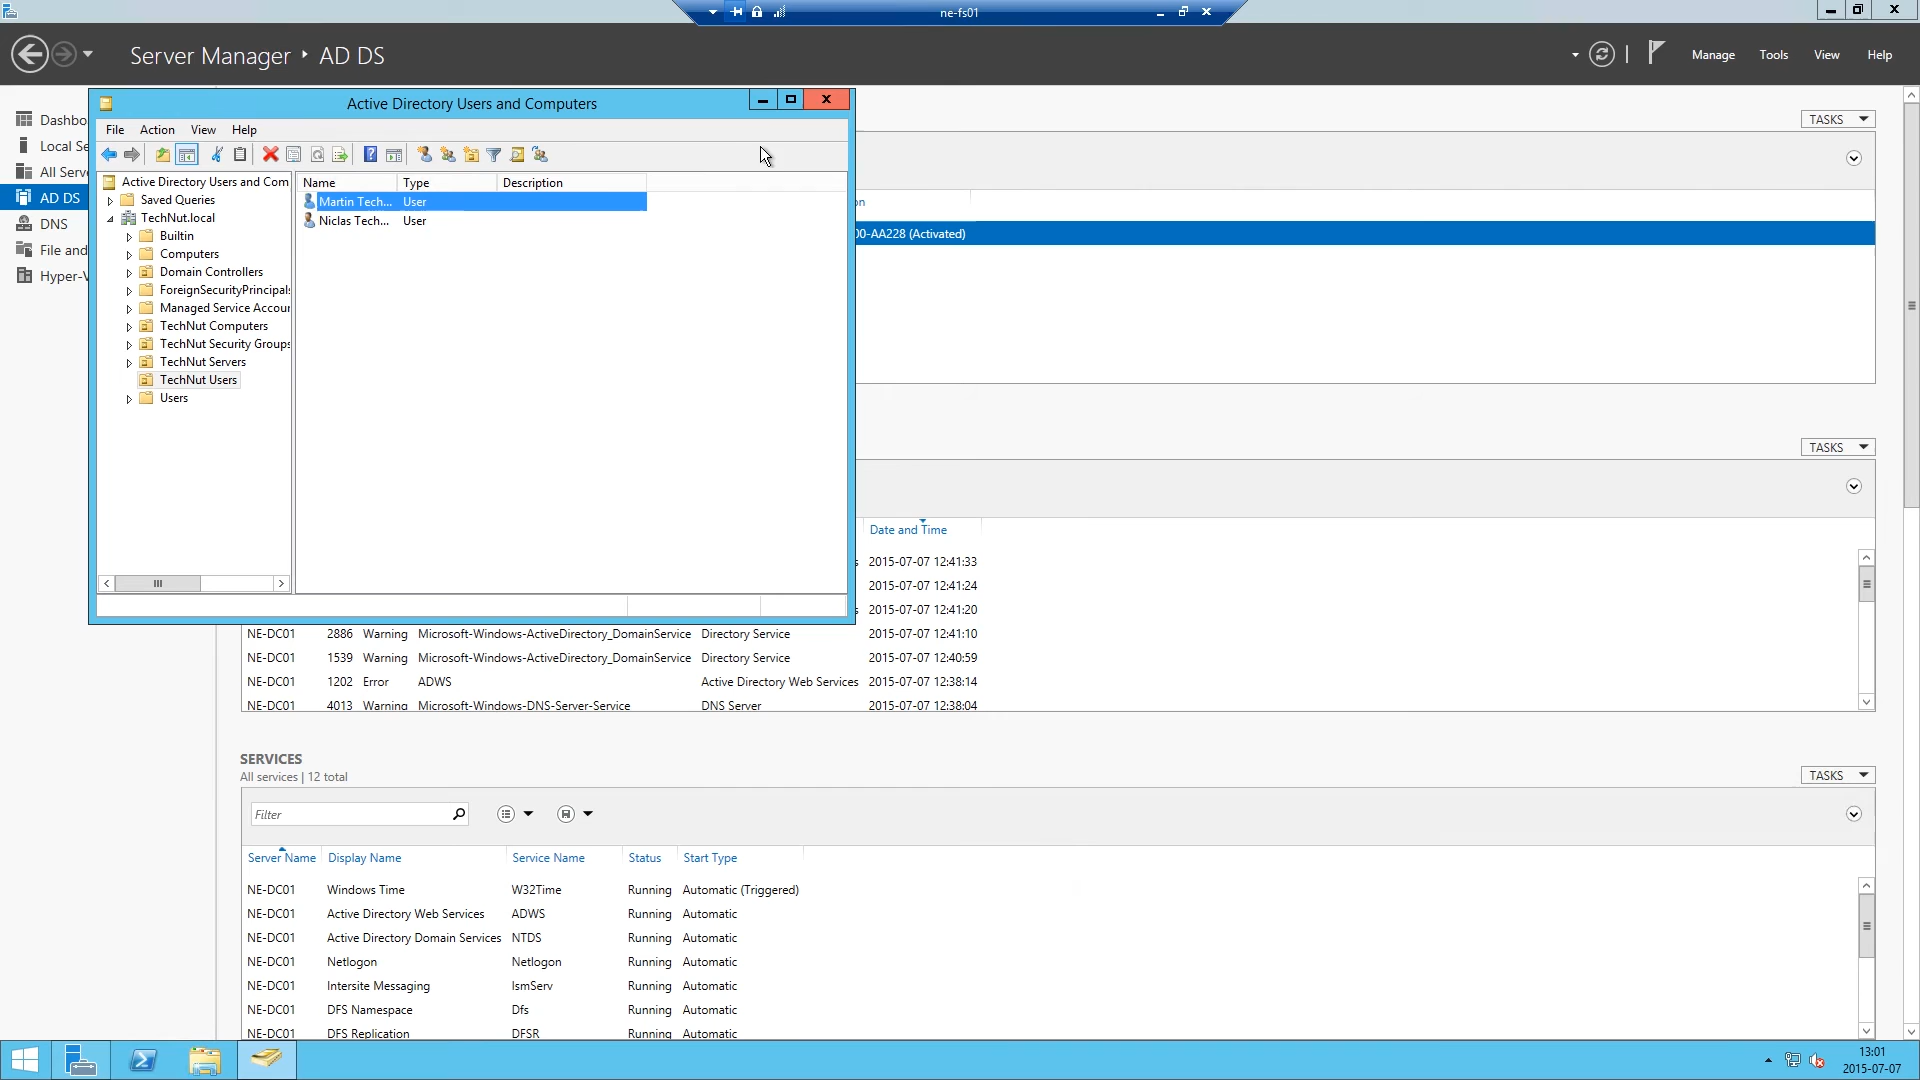 ne-fs01
Server Manager ‣ AD DS
Manage Tools View Help
Active Directory Users and Computers
File Action View Help
Dashbo
Local Se
All Serve
AD DS
DNS
File and
Hyper-V
Active Directory Users and Com
Saved Queries
TechNut.local
Builtin
Computers
Domain Controllers
ForeignSecurityPrincipals
Managed Service Accoun
TechNut Computers
TechNut Security Groups
TechNut Servers
TechNut Users
Users
Name Type Description
Martin Tech... User
Niclas Tech... User
TASKS
on
00-AA228 (Activated)
TASKS
Date and Time
s 2015-07-07 12:41:33
2015-07-07 12:41:24
s 2015-07-07 12:41:20
NE-DC01 2886 Warning Microsoft-Windows-ActiveDirectory_DomainService Directory Service 2015-07-07 12:41:10
NE-DC01 1539 Warning Microsoft-Windows-ActiveDirectory_DomainService Directory Service 2015-07-07 12:40:59
NE-DC01 1202 Error ADWS Active Directory Web Services 2015-07-07 12:38:14
NE-DC01 4013 Warning Microsoft-Windows-DNS-Server-Service DNS Server 2015-07-07 12:38:04
SERVICES
All services | 12 total
TASKS
Filter
Server Name Display Name Service Name Status Start Type
NE-DC01 Windows Time W32Time Running Automatic (Triggered)
NE-DC01 Active Directory Web Services ADWS Running Automatic
NE-DC01 Active Directory Domain Services NTDS Running Automatic
NE-DC01 Netlogon Netlogon Running Automatic
NE-DC01 Intersite Messaging IsmServ Running Automatic
NE-DC01 DFS Namespace Dfs Running Automatic
NE-DC01 DFS Replication DFSR Running Automatic
13:01
2015-07-07